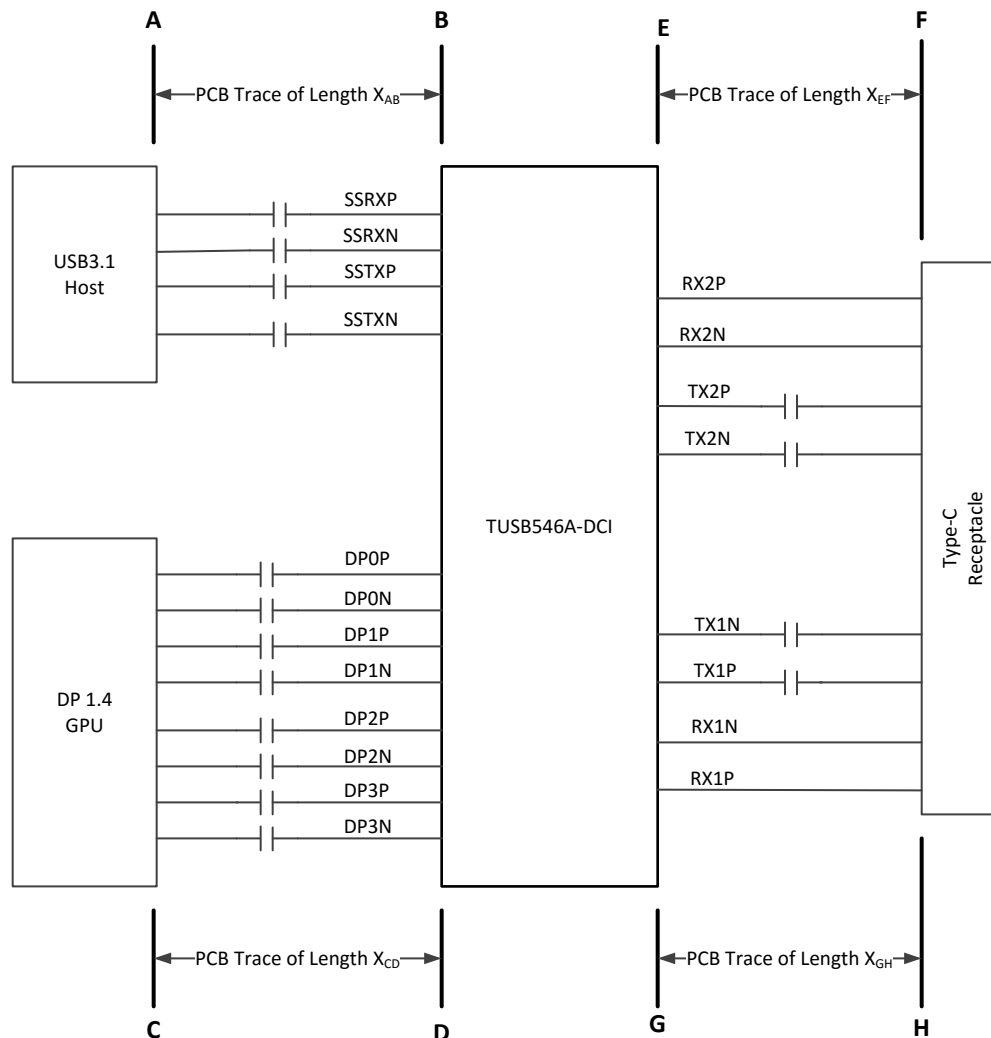 A
B
E
F
PCB Trace of Length XAB
PCB Trace of Length XEF
USB3.1
Host
SSRXP
SSRXN
SSTXP
SSTXN
RX2P
RX2N
TX2P
TX2N
TUSB546A-DCI
Type-C
Receptacle
DP 1.4
GPU
DP0P
DP0N
DP1P
DP1N
DP2P
DP2N
DP3P
DP3N
TX1N
TX1P
RX1N
RX1P
PCB Trace of Length XCD
PCB Trace of Length XGH
C
D
G
H